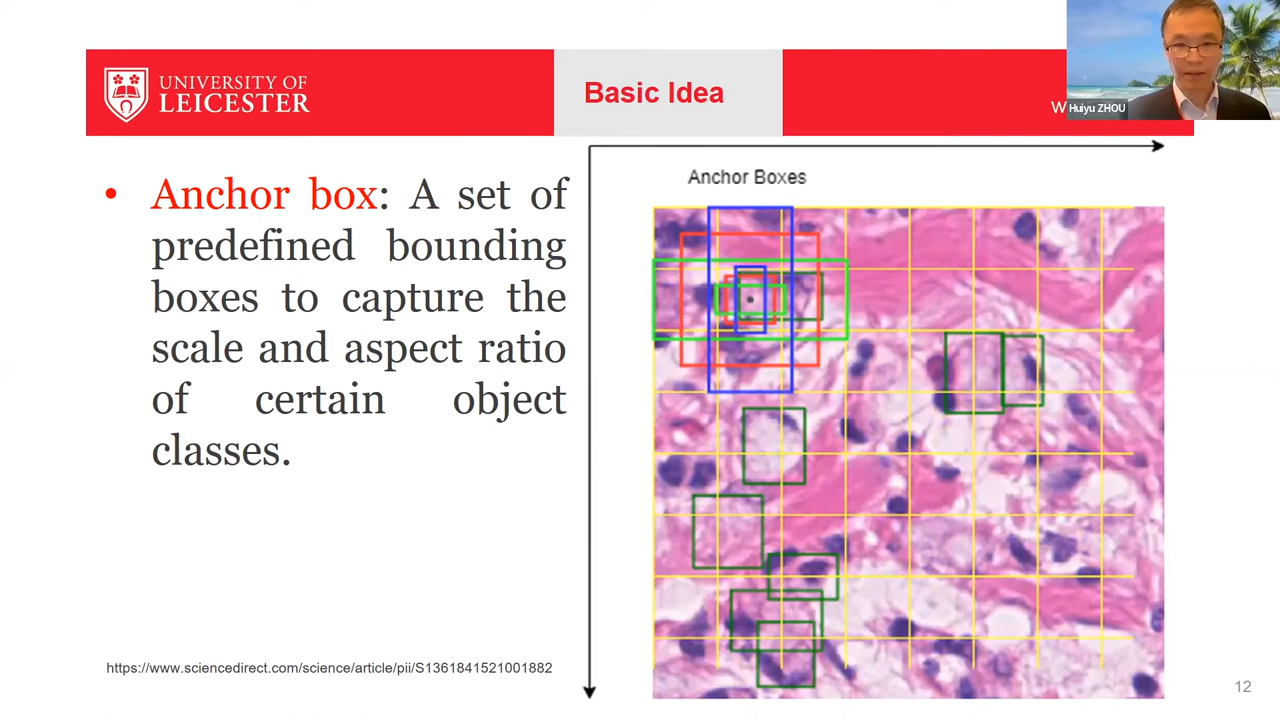 UNIVERSITY OF
LEICESTER
Basic Idea
W
Huiyu ZHOU
• Anchor box: A set of
predefined bounding
boxes to capture the
scale and aspect ratio
of certain object
classes.
Anchor Boxes
https://www.sciencedirect.com/science/article/pii/S1361841521001882
12